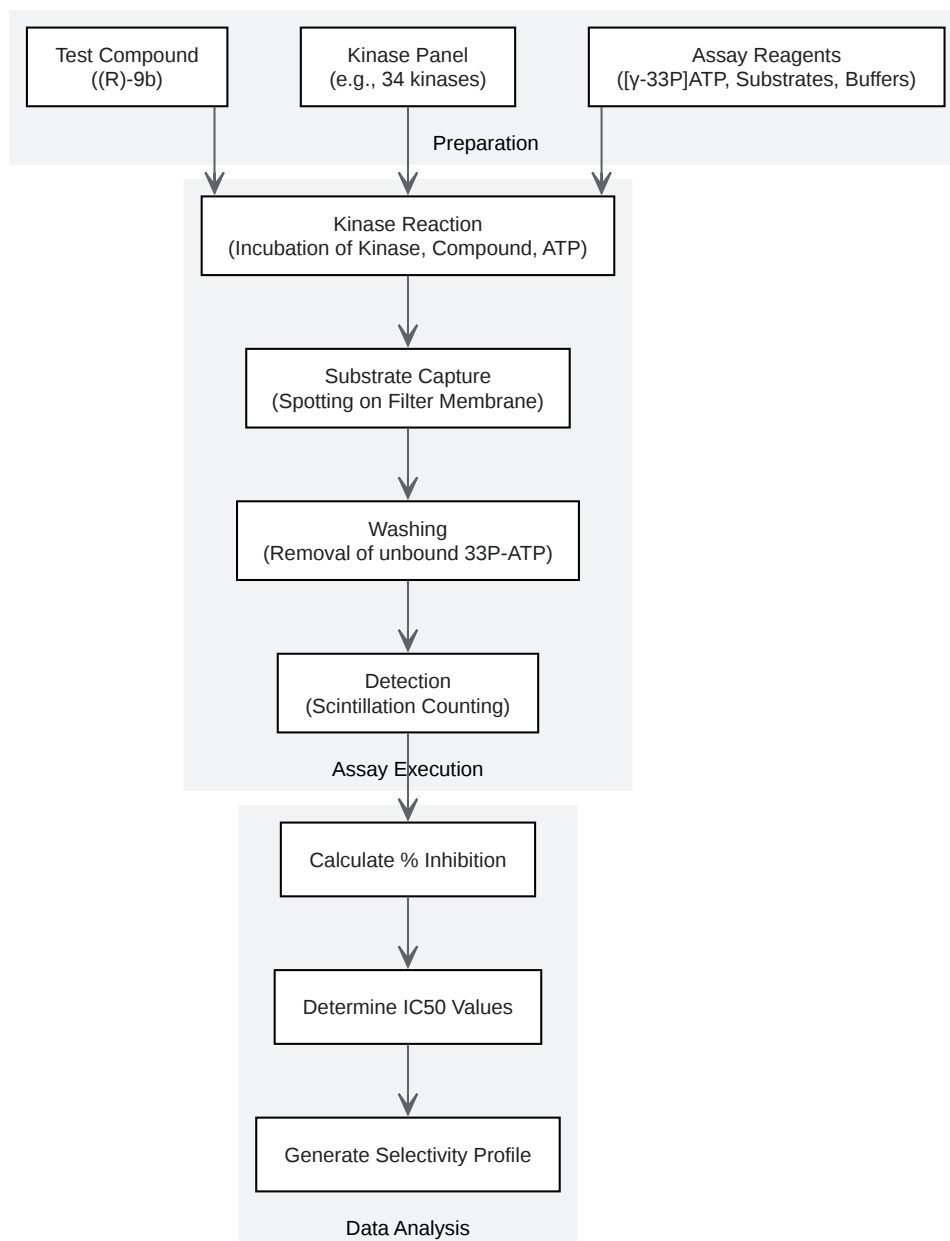 Test Compound
((R)-9b)
Kinase Panel
(e.g., 34 kinases)
Assay Reagents
([γ-33P]ATP, Substrates, Buffers)
Preparation
Kinase Reaction
(Incubation of Kinase, Compound, ATP)
Substrate Capture
(Spotting on Filter Membrane)
Washing
(Removal of unbound 33P-ATP)
Detection
(Scintillation Counting)
Assay Execution
Calculate % Inhibition
Determine IC50 Values
Generate Selectivity Profile
Data Analysis